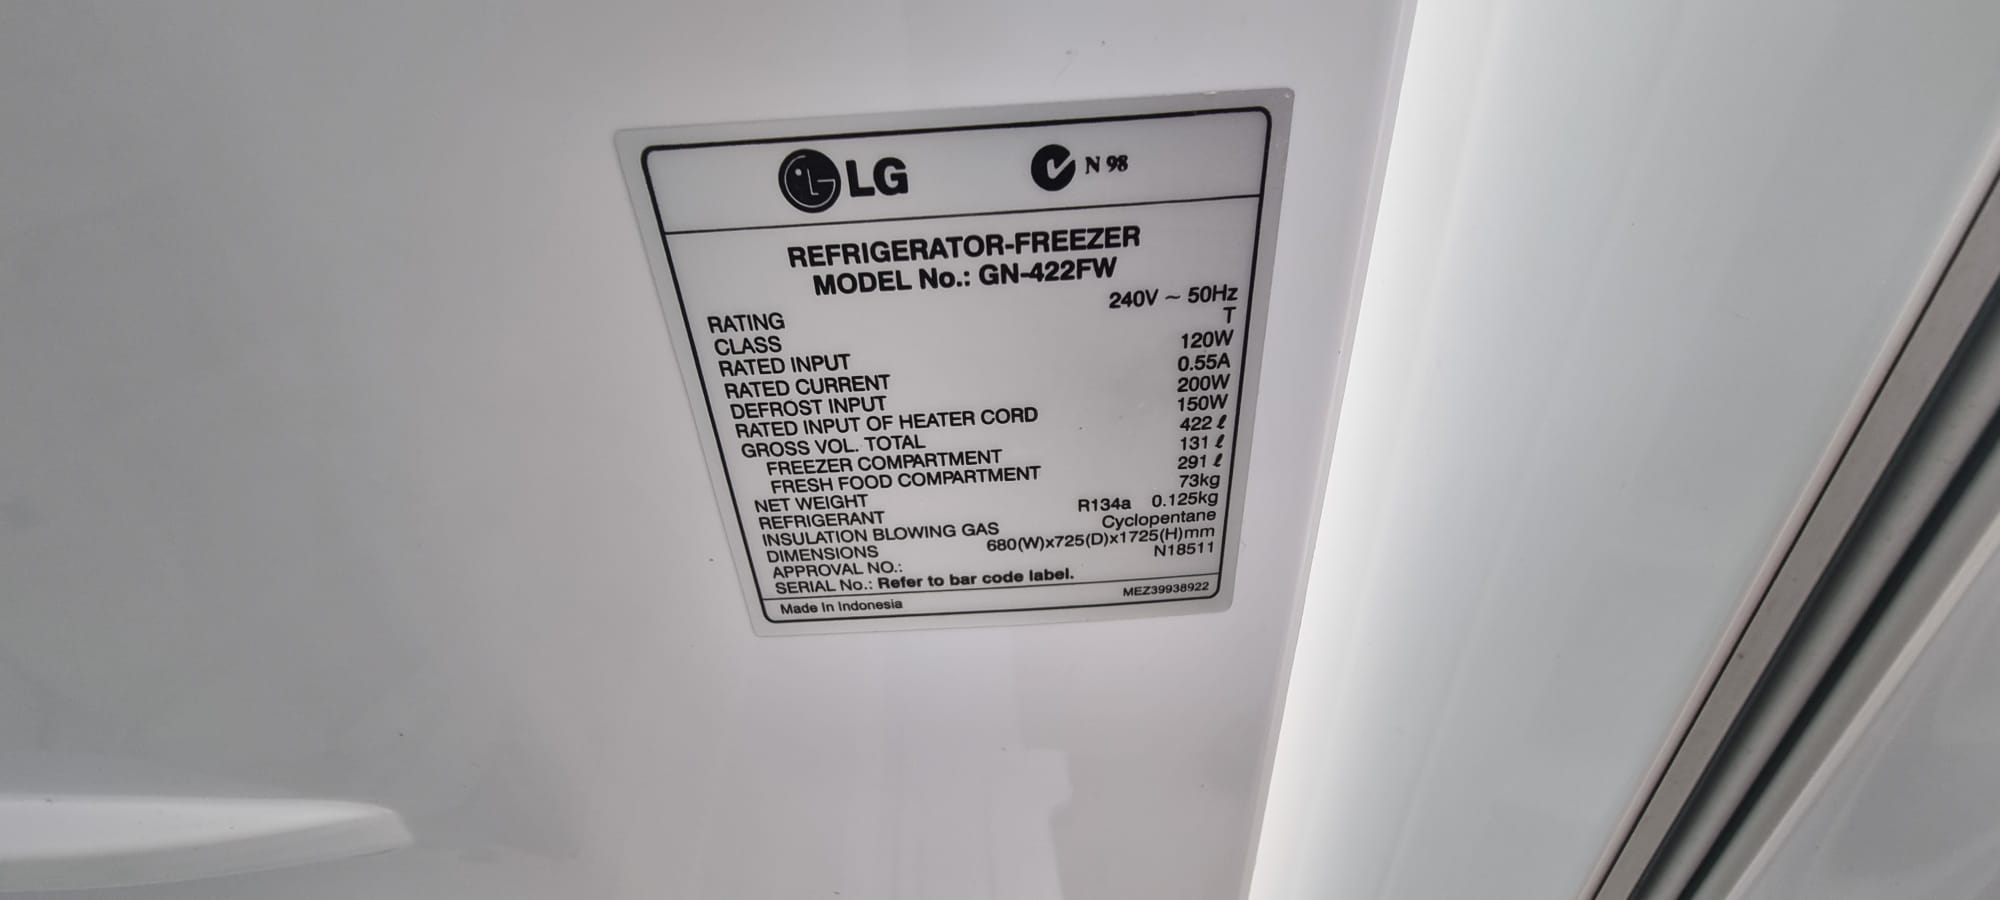 LG N 98
REFRIGERATOR-FREEZER
MODEL No.: GN-422FW
RATING 240V ~ 50Hz
CLASS T
RATED INPUT 120W
RATED CURRENT 0.55A
DEFROST INPUT 200W
RATED INPUT OF HEATER CORD 150W
GROSS VOL. TOTAL 422 ℓ
FREEZER COMPARTMENT 131 ℓ
FRESH FOOD COMPARTMENT 291 ℓ
NET WEIGHT 73kg
REFRIGERANT R134a 0.125kg
INSULATION BLOWING GAS Cyclopentane
DIMENSIONS 680(W)x725(D)x1725(H)mm
APPROVAL NO.: N18511
SERIAL No.: Refer to bar code label.
Made In Indonesia MEZ39938922